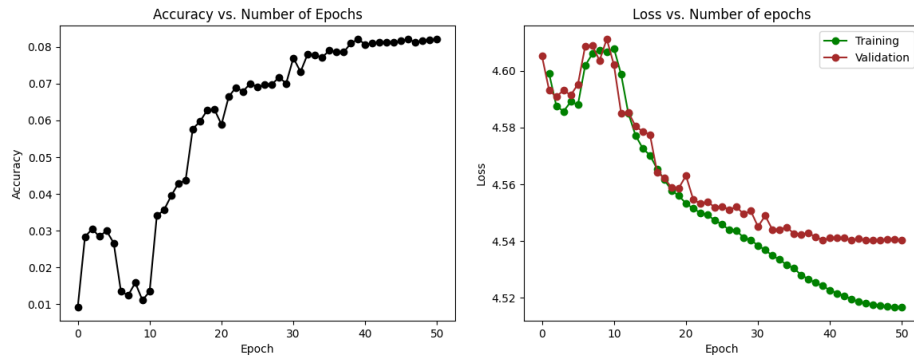 Accuracy vs. Number of Epochs
0.08
0.07
0.06
0.05
0.04
0.03
0.02
0.01
Accuracy
0 10 20 30 40 50
Epoch
Loss vs. Number of epochs
Training
Validation
4.60
4.58
4.56
4.54
4.52
Loss
0 10 20 30 40 50
Epoch